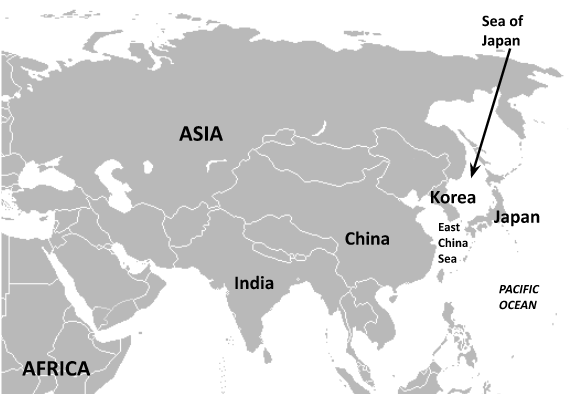 Sea of
Japan
ASIA
Korea
Japan
East
China
Sea
China
India
PACIFIC
OCEAN
AFRICA